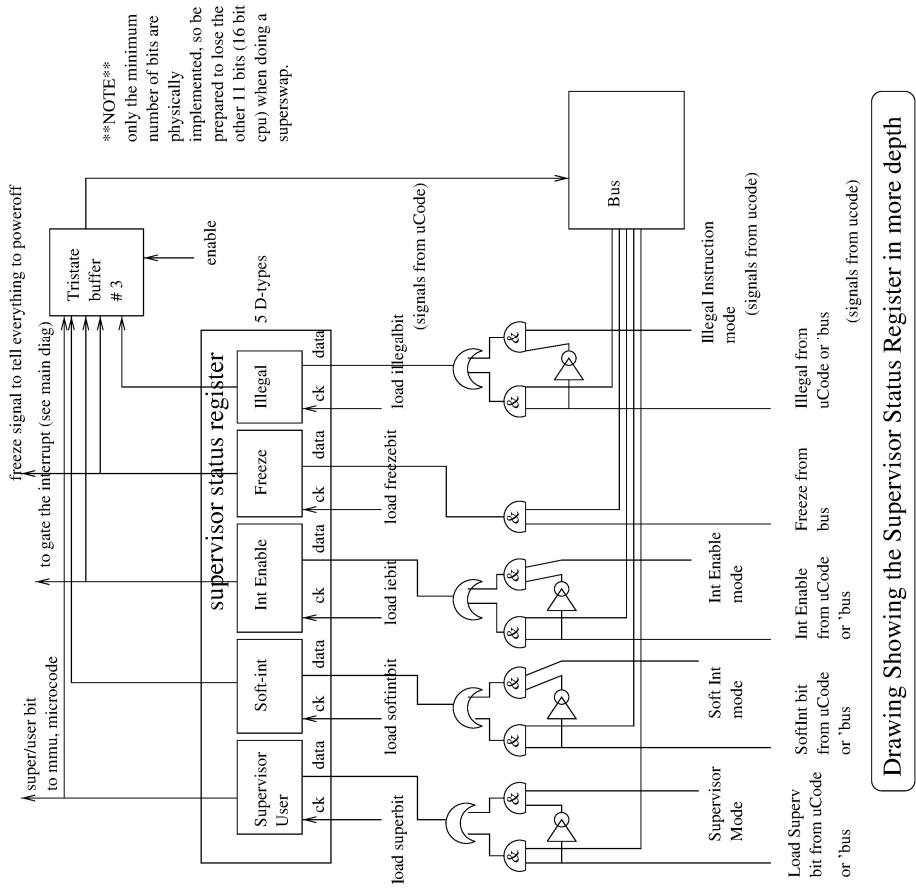 freeze signal to tell everything to poweroff
to gate the interrupt (see main diag)
super/user bit
to mmu, microcode
Tristate
buffer
# 3
enable
**NOTE**
only the minimum
number of bits are
physically
implemented, so be
prepared to lose the
other 11 bits (16 bit
cpu) when doing a
superswap.
supervisor status register
5 D-types
Supervisor
User
Soft-int
Int Enable
Freeze
Illegal
ck
data
ck
data
ck
data
ck
data
ck
data
load superbit
load softintbit
load iebit
load freezebit
load illegalbit
(signals from uCode)
&
&
&
&
&
&
&
&
&
Bus
Supervisor
Mode
Soft Int
mode
Int Enable
mode
Illegal Instruction
mode
(signals from ucode)
Load Superv
bit from uCode
or 'bus
SoftInt bit
from uCode
or 'bus
Int Enable
from uCode
or 'bus
Freeze from
bus
Illegal from
uCode or 'bus
(signals from ucode)
Drawing Showing the Supervisor Status Register in more depth